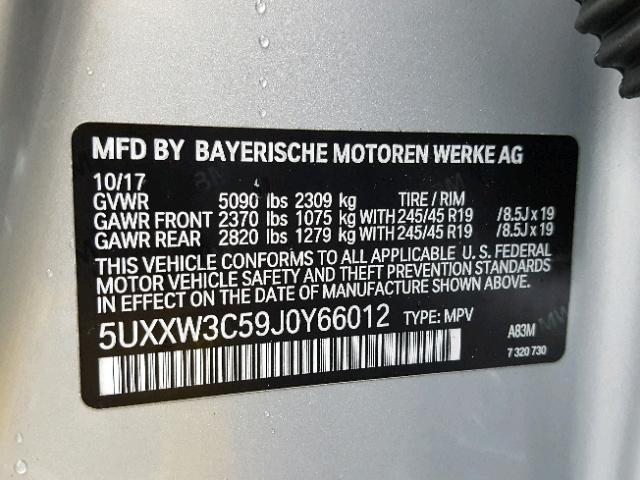 MFD BY BAYERISCHE MOTOREN WERKE AG
10/17
GVWR 5090 lbs 2309 kg TIRE / RIM
GAWR FRONT 2370 lbs 1075 kg WITH 245/45 R19 /8.5J x 19
GAWR REAR 2820 lbs 1279 kg WITH 245/45 R19 /8.5J x 19
THIS VEHICLE CONFORMS TO ALL APPLICABLE U. S. FEDERAL
MOTOR VEHICLE SAFETY AND THEFT PREVENTION STANDARDS
IN EFFECT ON THE DATE OF MANUFACTURE SHOWN ABOVE.
5UXXW3C59J0Y66012 TYPE: MPV
A83M
7 320 730